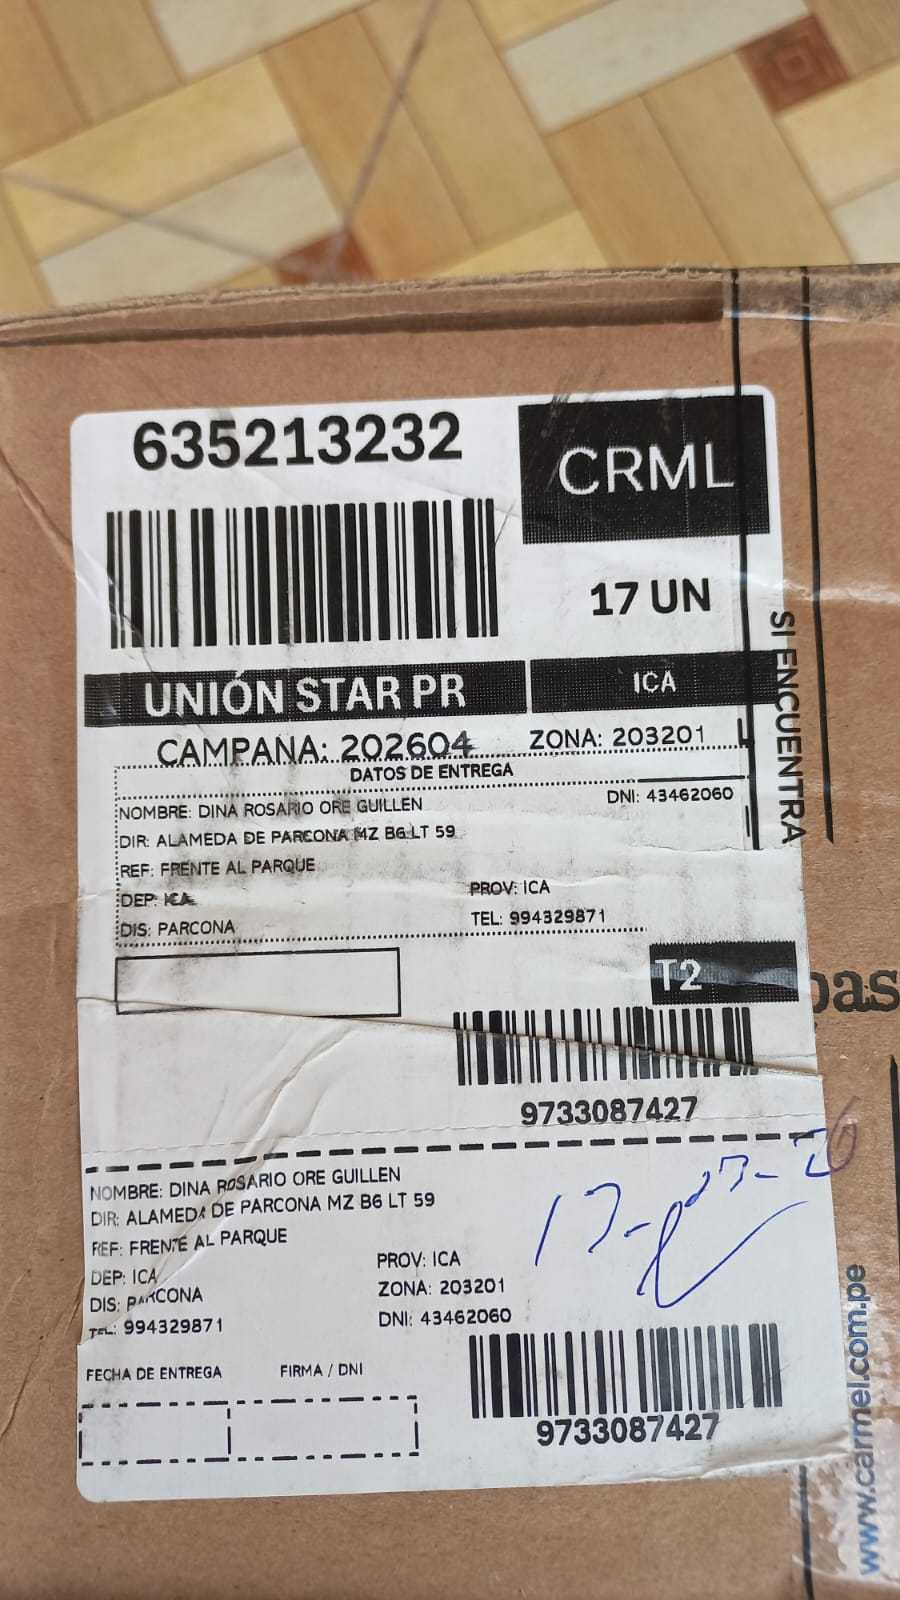 635213232
CRML
17 UN
UNIÓN STAR PR
ICA
CAMPAÑA: 202604
ZONA: 203201
DATOS DE ENTREGA
NOMBRE: DINA ROSARIO ORE GUILLEN
DNI: 43462060
DIR: ALAMEDA DE PARCONA MZ B6 LT 59
REF: FRENTE AL PARQUE
DEP: ICA
PROV: ICA
DIS: PARCONA
TEL: 994329871
T2
9733087427
SI ENCUENTRA
pas
NOMBRE: DINA ROSARIO ORE GUILLEN
DIR: ALAMEDA DE PARCONA MZ B6 LT 59
REF: FRENTE AL PARQUE
DEP: ICA
PROV: ICA
DIS: PARCONA
ZONA: 203201
TEL: 994329871
DNI: 43462060
FECHA DE ENTREGA
FIRMA / DNI
9733087427
www.carmel.com.pe